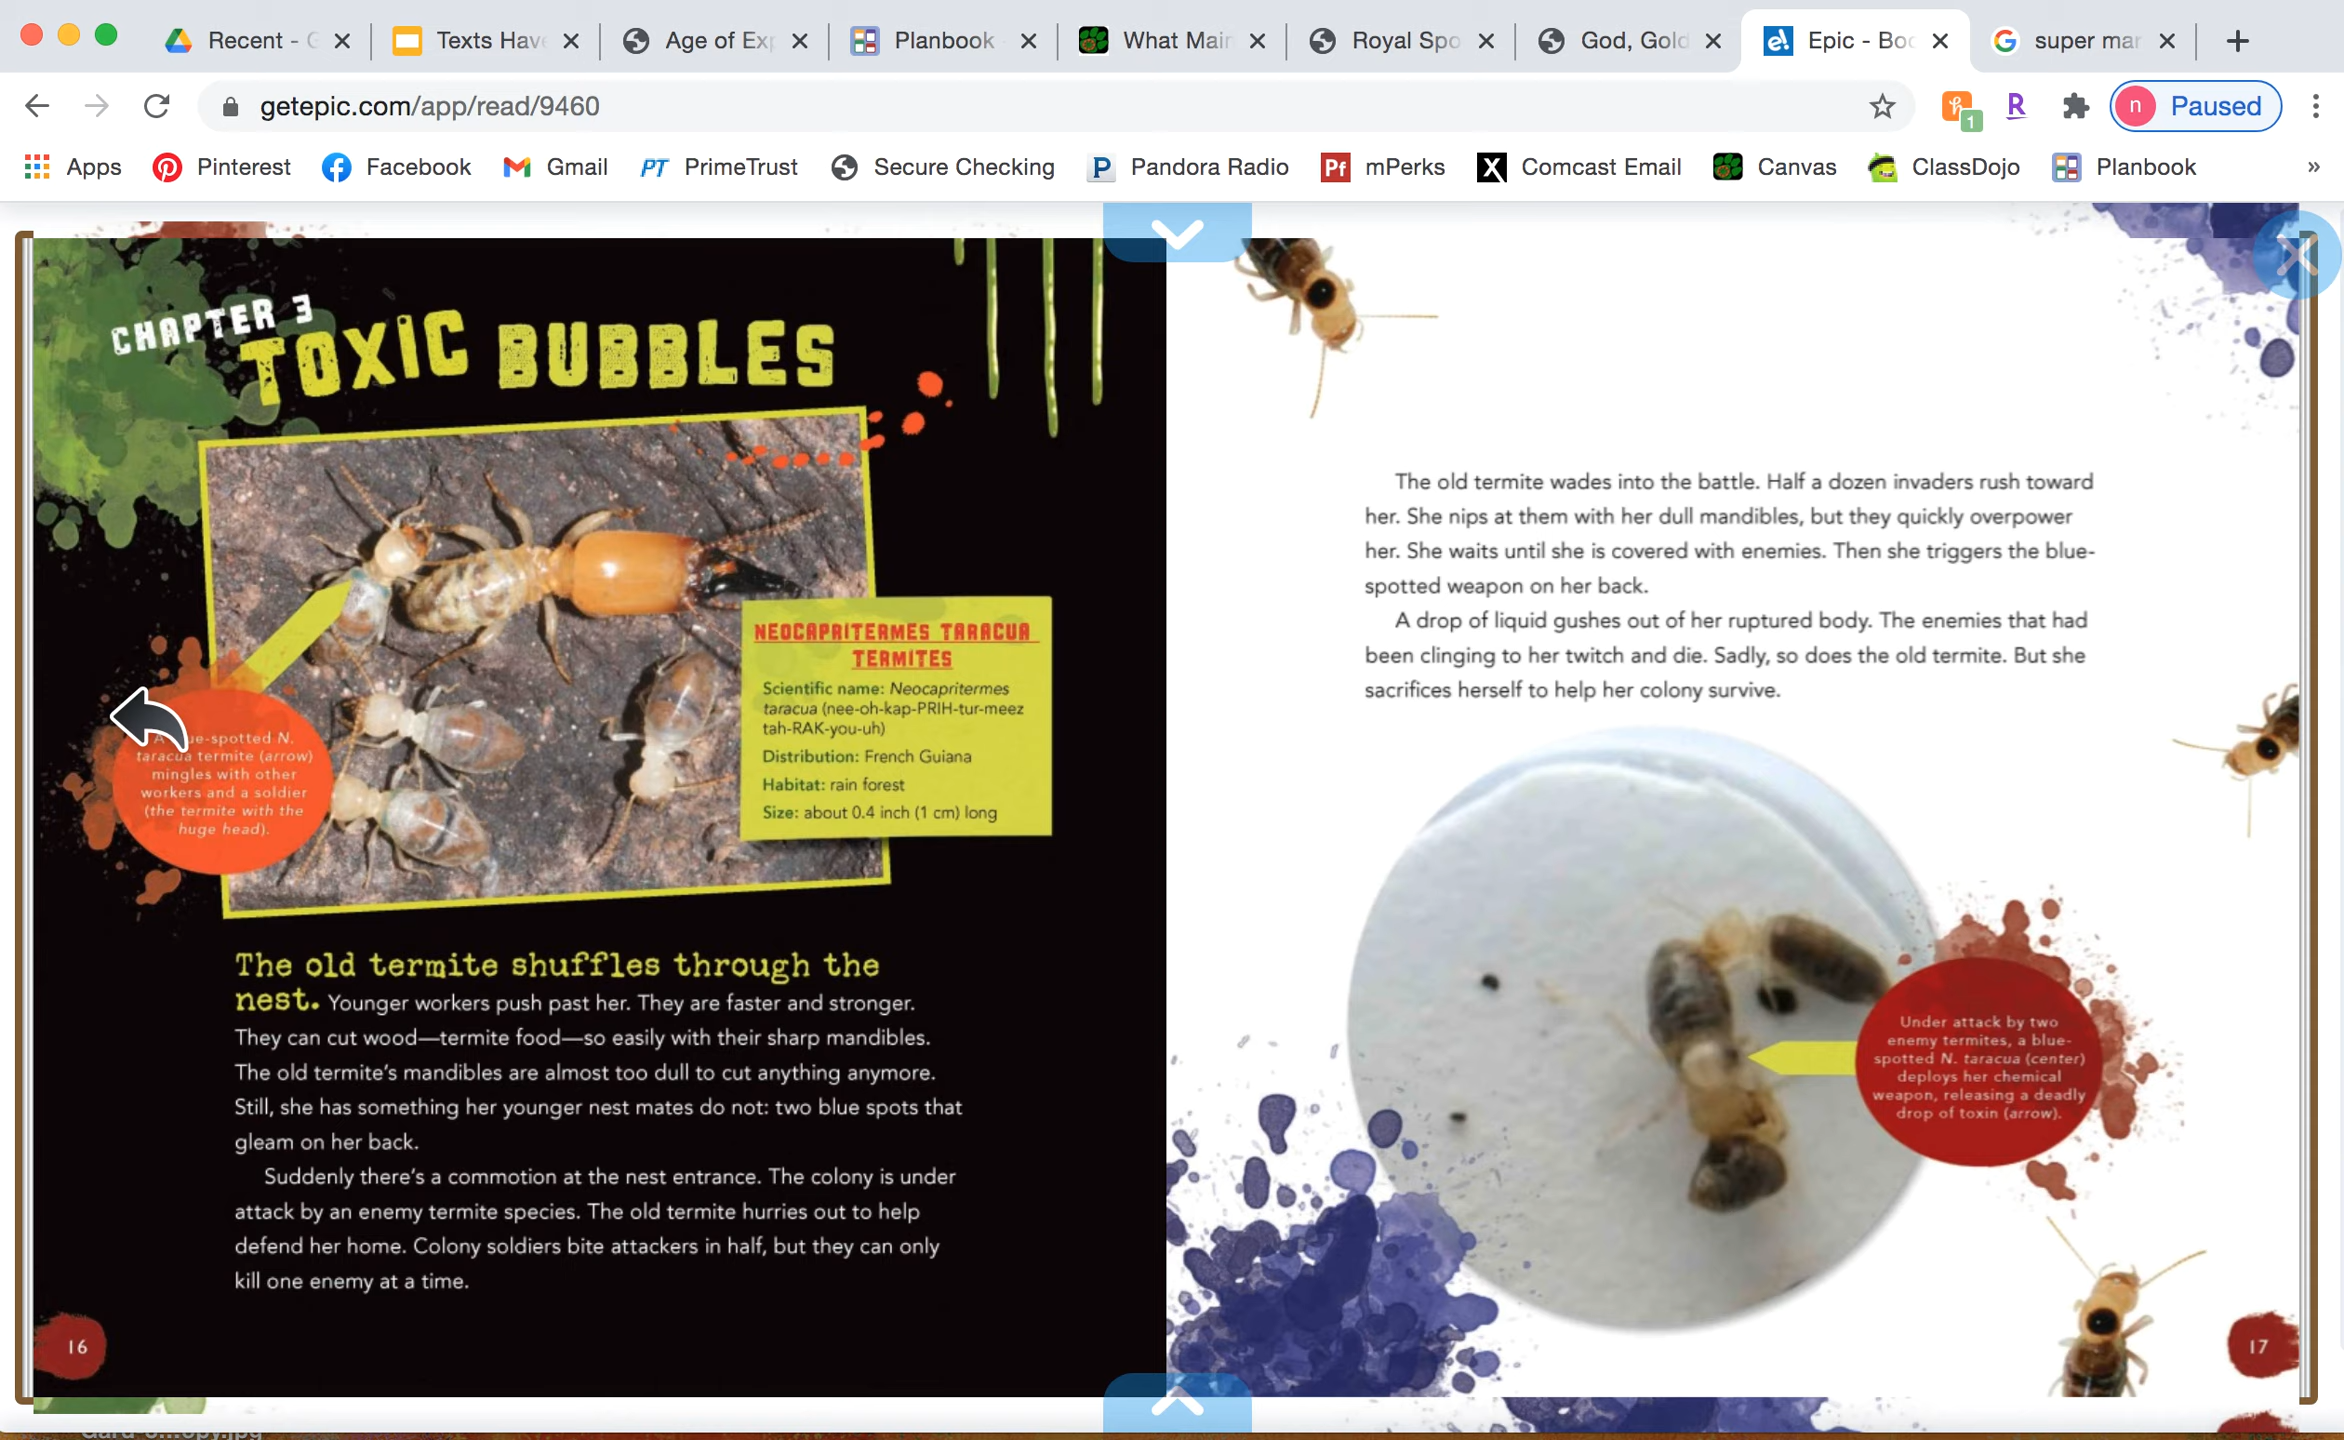 Recent - G
Texts Have
Age of Exp
Planbook
What Main
Royal Spo
God, Gold
Epic - Boo
super mar
getepic.com/app/read/9460
1
n
Paused
Apps
Pinterest
Facebook
Gmail
PrimeTrust
Secure Checking
Pandora Radio
mPerks
Comcast Email
Canvas
ClassDojo
Planbook
»
CHAPTER 3
TOXIC BUBBLES
NEOCAPRITERMES TARACUA
TERMITES
Scientific name: Neocapritermes
taracua (nee-oh-kap-PRIH-tur-meez
tah-RAK-you-uh)
Distribution: French Guiana
Habitat: rain forest
Size: about 0.4 inch (1 cm) long
A ue-spotted N.
taracua termite (arrow)
mingles with other
workers and a soldier
(the termite with the
huge head).
The old termite shuffles through the
nest. Younger workers push past her. They are faster and stronger.
They can cut wood—termite food—so easily with their sharp mandibles.
The old termite's mandibles are almost too dull to cut anything anymore.
Still, she has something her younger nest mates do not: two blue spots that
gleam on her back.
Suddenly there's a commotion at the nest entrance. The colony is under
attack by an enemy termite species. The old termite hurries out to help
defend her home. Colony soldiers bite attackers in half, but they can only
kill one enemy at a time.
16
The old termite wades into the battle. Half a dozen invaders rush toward
her. She nips at them with her dull mandibles, but they quickly overpower
her. She waits until she is covered with enemies. Then she triggers the blue-
spotted weapon on her back.
A drop of liquid gushes out of her ruptured body. The enemies that had
been clinging to her twitch and die. Sadly, so does the old termite. But she
sacrifices herself to help her colony survive.
Under attack by two
enemy termites, a blue-
spotted N. taracua (center)
deploys her chemical
weapon, releasing a deadly
drop of toxin (arrow).
17